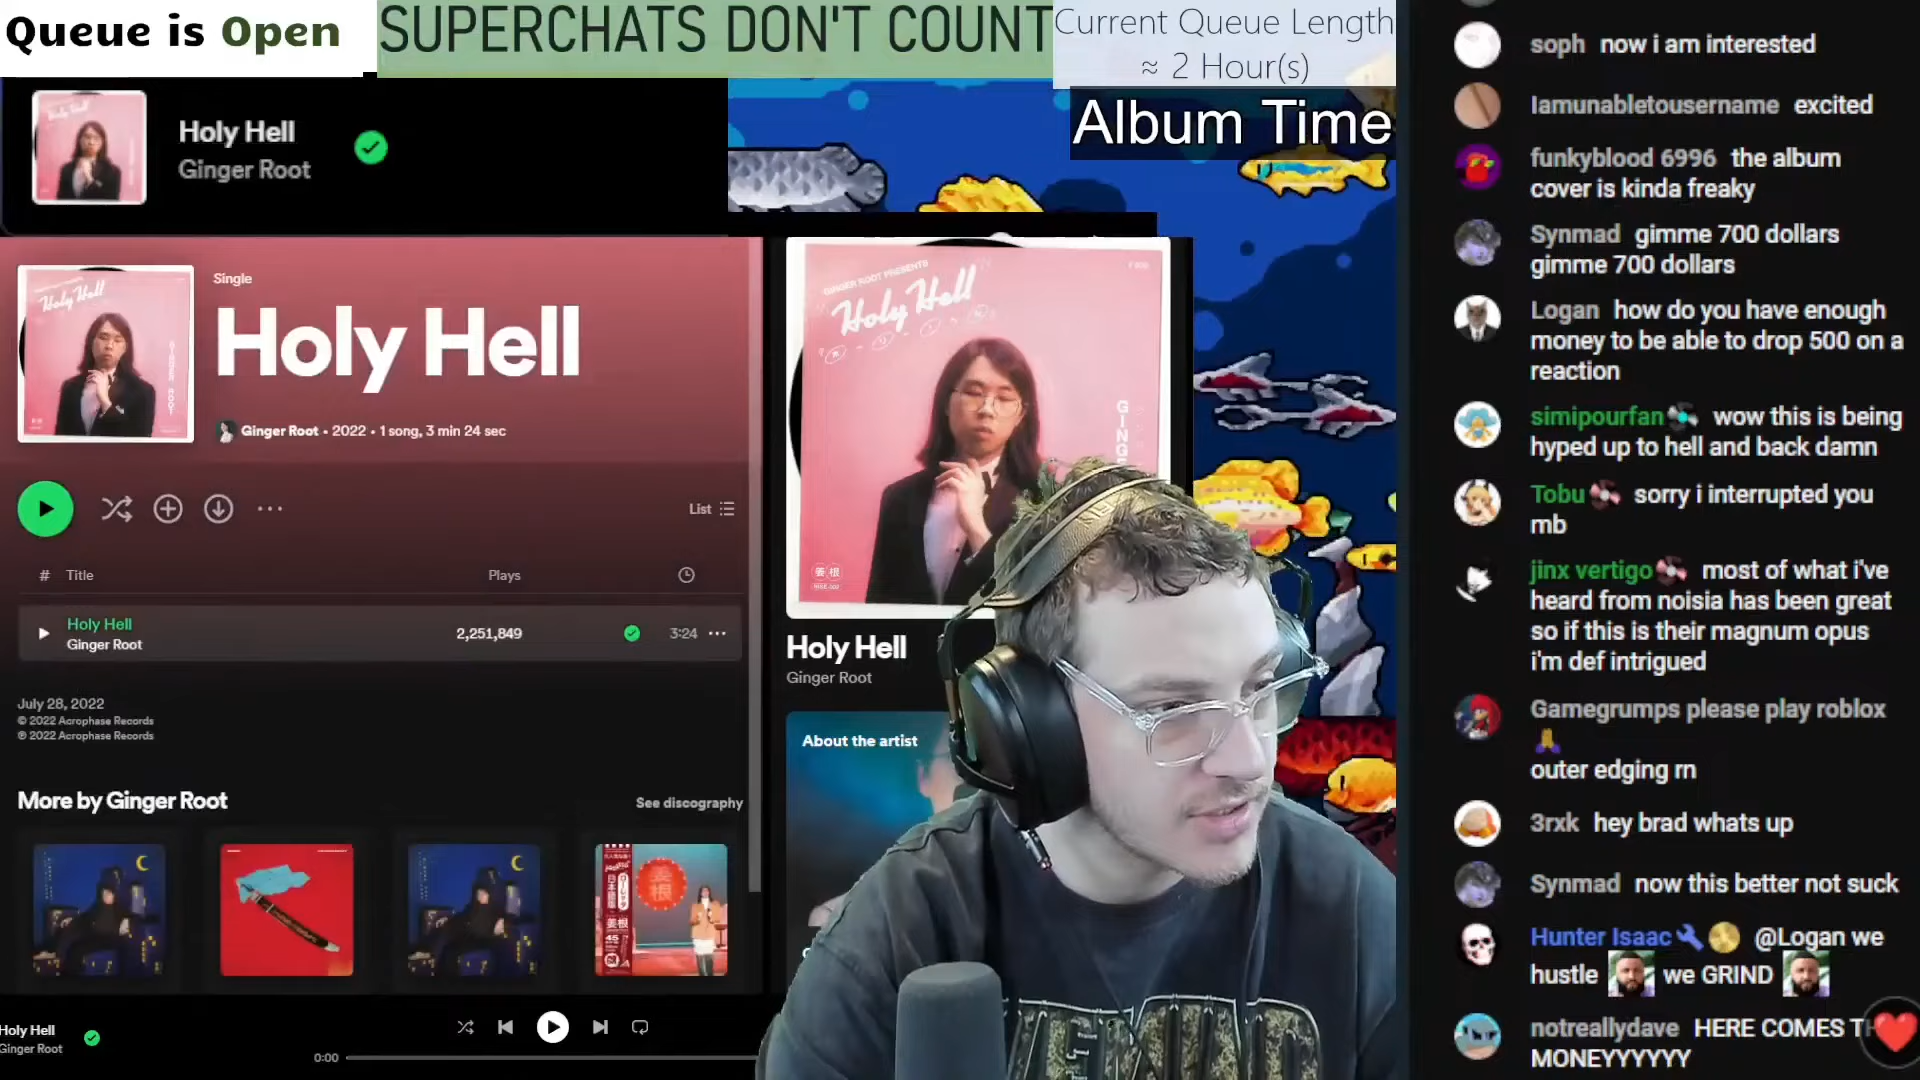 Queue is Open
SUPERCHATS DON'T COUNT
Current Queue Length
≈ 2 Hour(s)
Album Time
Holy Hell
Ginger Root
Single
Holy Hell
Ginger Root • 2022 • 1 song, 3 min 24 sec
List
# Title Plays
Holy Hell
Ginger Root
2,251,849
3:24
July 28, 2022
© 2022 Acrophase Records
℗ 2022 Acrophase Records
More by Ginger Root
See discography
Holy Hell
Ginger Root
0:00
GINGER ROOT PRESENTS
Holy Hell
Holy Hell
Ginger Root
About the artist
soph now i am interested
Iamunabletousername excited
funkyblood 6996 the album
cover is kinda freaky
Synmad gimme 700 dollars
gimme 700 dollars
Logan how do you have enough
money to be able to drop 500 on a
reaction
simipourfan wow this is being
hyped up to hell and back damn
Tobu sorry i interrupted you
mb
jinx vertigo most of what i've
heard from noisia has been great
so if this is their magnum opus
i'm def intrigued
Gamegrumps please play roblox
outer edging rn
3rxk hey brad whats up
Synmad now this better not suck
Hunter Isaac @Logan we
hustle we GRIND
notreallydave HERE COMES
MONEYYYYYY